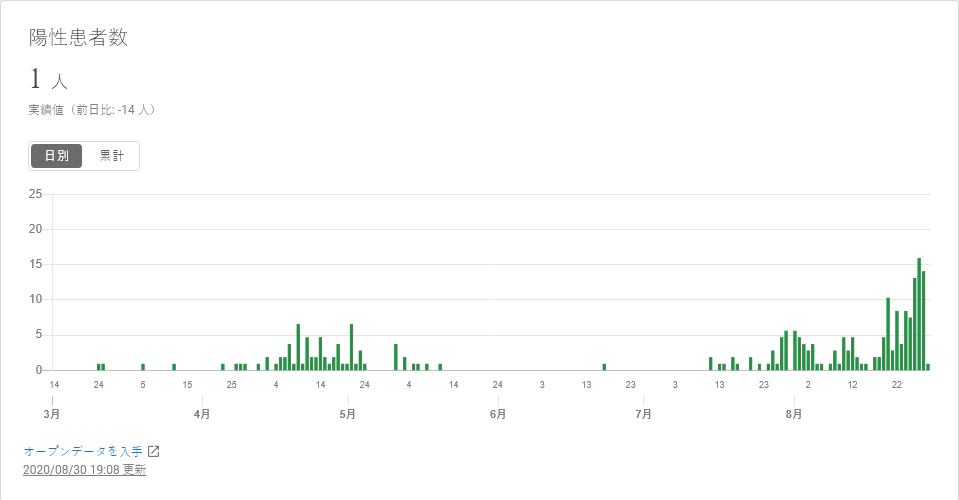 陽性患者数
1 人
実績値（前日比: -14 人）
日別 累計
25
20
15
10
5
0
14 24 5 15 25 4 14 24 4 14 24 3 13 23 3 13 23 2 12 22
3月 4月 5月 6月 7月 8月
オープンデータを入手
2020/08/30 19:08 更新